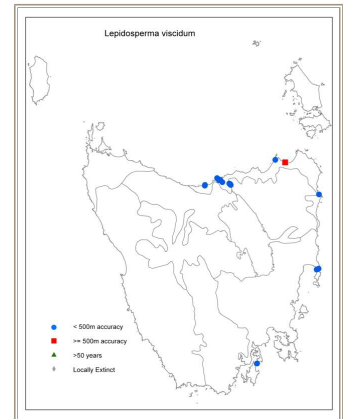 Lepidosperma viscidum
< 500m accuracy
>= 500m accuracy
>50 years
Locally Extinct